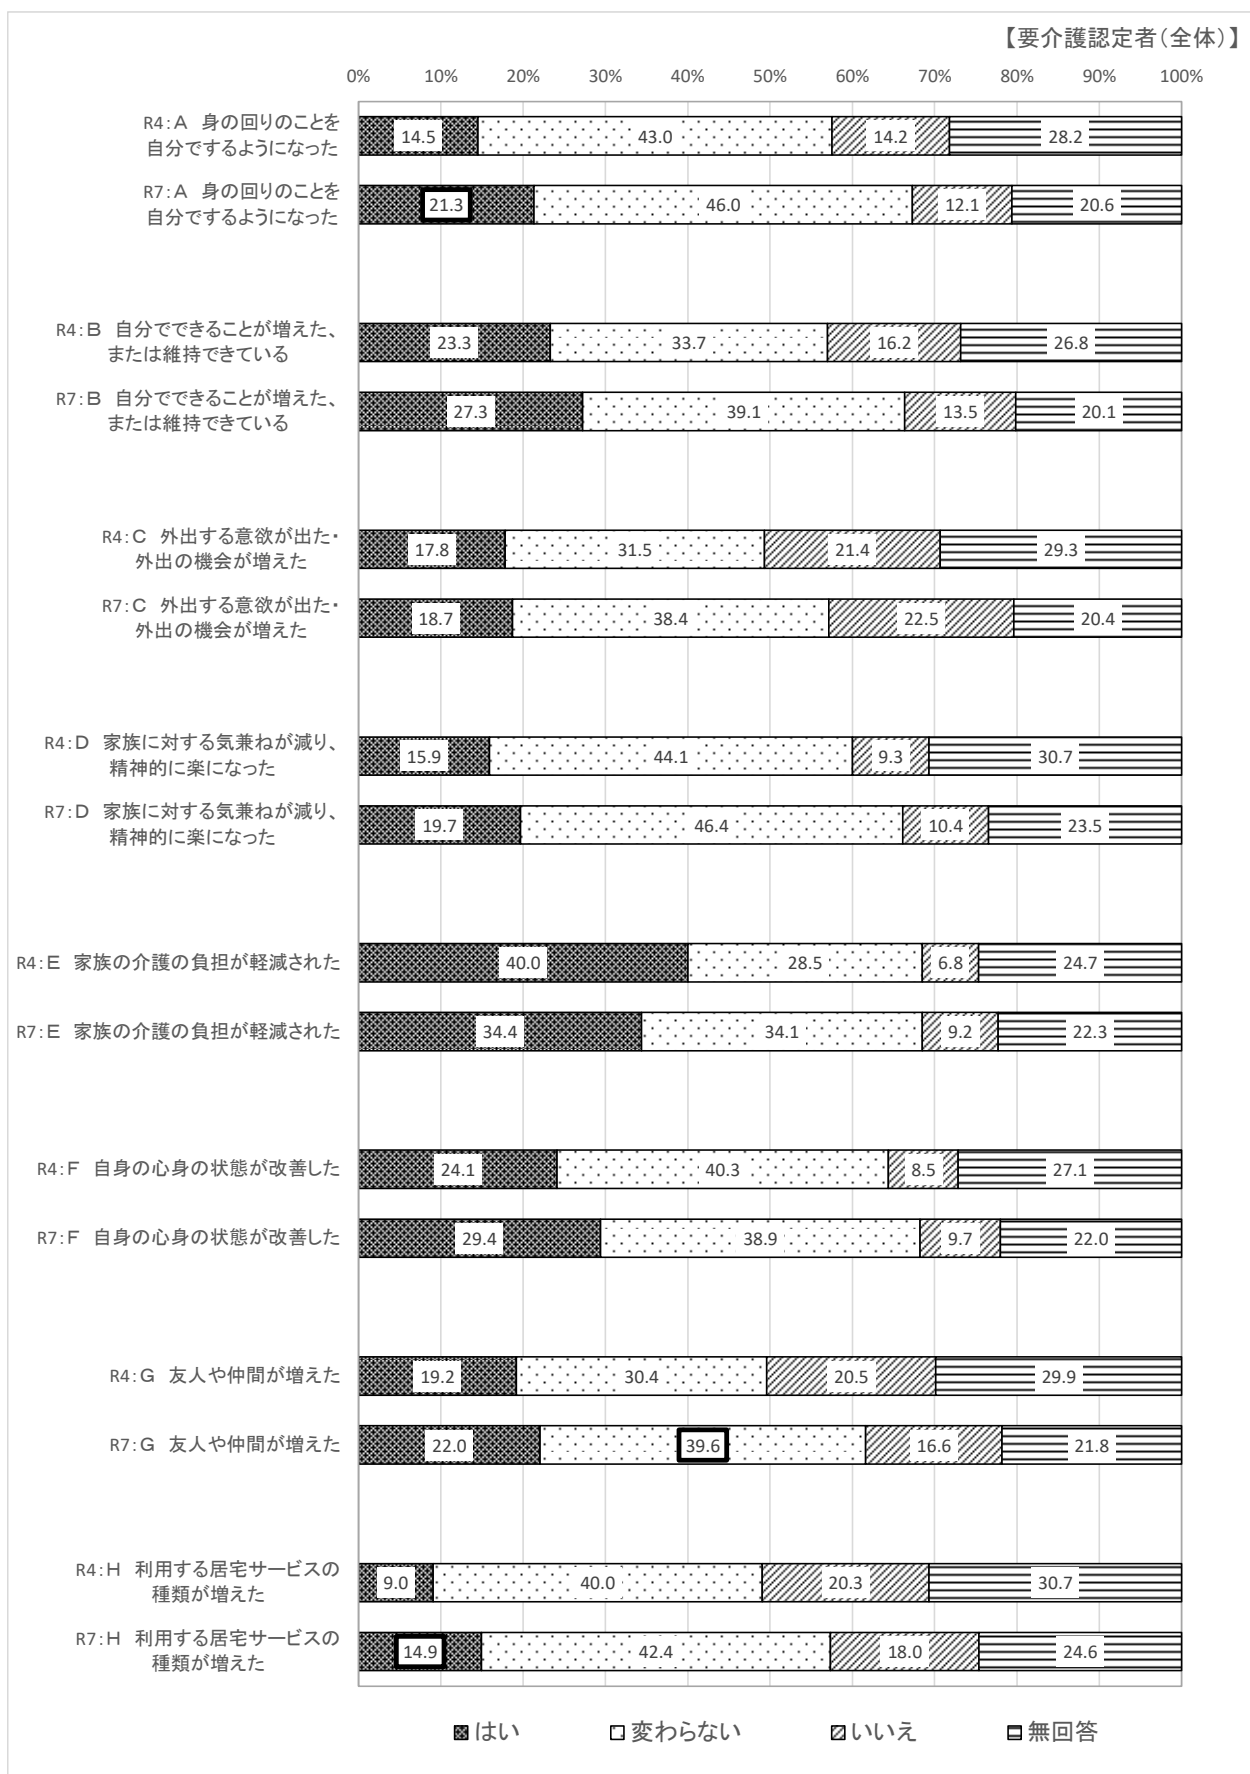 【要介護認定者(全体)】
0% 10% 20% 30% 40% 50% 60% 70% 80% 90% 100%
R4:A 身の回りのことを
自分でするようになった
14.5 43.0 14.2 28.2
R7:A 身の回りのことを
自分でするようになった
21.3 46.0 12.1 20.6
R4:B 自分でできることが増えた、
または維持できている
23.3 33.7 16.2 26.8
R7:B 自分でできることが増えた、
または維持できている
27.3 39.1 13.5 20.1
R4:C 外出する意欲が出た・
外出の機会が増えた
17.8 31.5 21.4 29.3
R7:C 外出する意欲が出た・
外出の機会が増えた
18.7 38.4 22.5 20.4
R4:D 家族に対する気兼ねが減り、
精神的に楽になった
15.9 44.1 9.3 30.7
R7:D 家族に対する気兼ねが減り、
精神的に楽になった
19.7 46.4 10.4 23.5
R4:E 家族の介護の負担が軽減された
40.0 28.5 6.8 24.7
R7:E 家族の介護の負担が軽減された
34.4 34.1 9.2 22.3
R4:F 自身の心身の状態が改善した
24.1 40.3 8.5 27.1
R7:F 自身の心身の状態が改善した
29.4 38.9 9.7 22.0
R4:G 友人や仲間が増えた
19.2 30.4 20.5 29.9
R7:G 友人や仲間が増えた
22.0 39.6 16.6 21.8
R4:H 利用する居宅サービスの
種類が増えた
9.0 40.0 20.3 30.7
R7:H 利用する居宅サービスの
種類が増えた
14.9 42.4 18.0 24.6
はい 変わらない いいえ 無回答